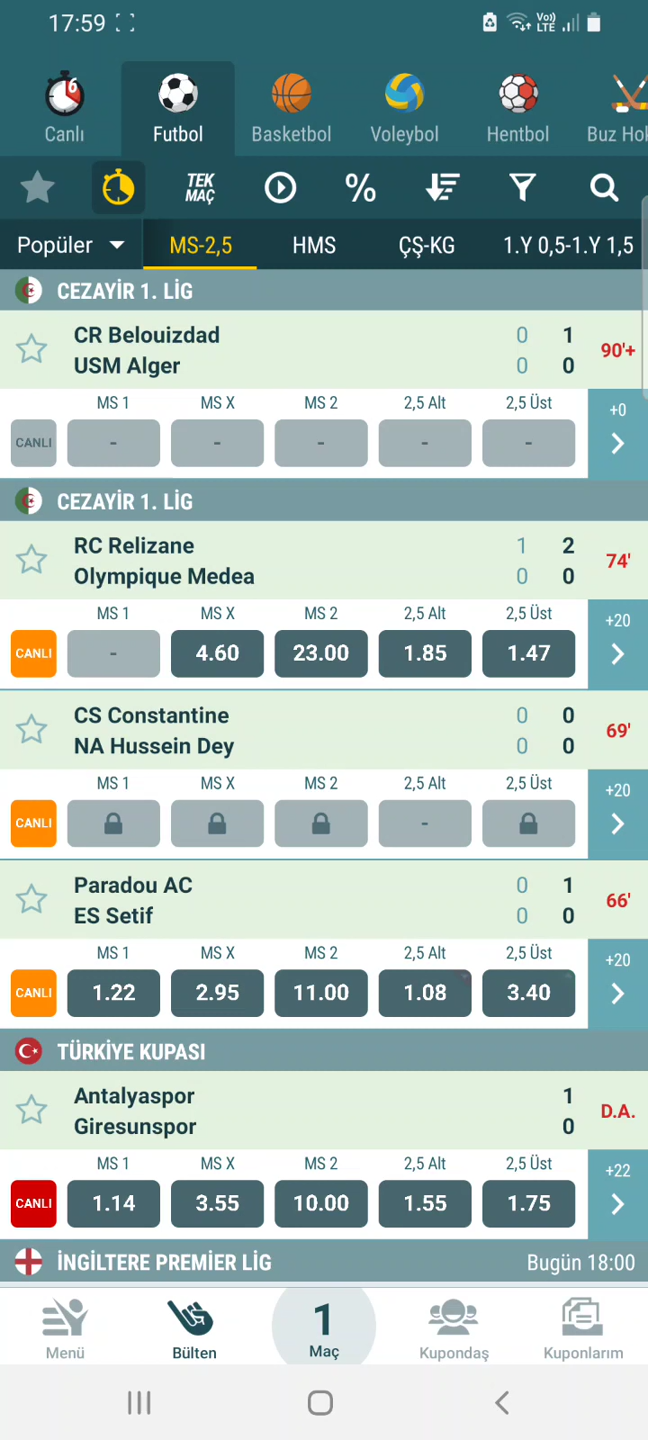 17:59
Vo)) LTE
6
Canlı Futbol Basketbol Voleybol Hentbol Buz Hok
TEK MAÇ %
Popüler MS-2,5 HMS ÇŞ-KG 1.Y 0,5-1.Y 1,5
CEZAYİR 1. LİG
CR Belouizdad 0 1
90'+
USM Alger 0 0
MS 1 MS X MS 2 2,5 Alt 2,5 Üst +0
CANLI - - - - -
CEZAYİR 1. LİG
RC Relizane 1 2
74'
Olympique Medea 0 0
MS 1 MS X MS 2 2,5 Alt 2,5 Üst +20
CANLI - 4.60 23.00 1.85 1.47
CS Constantine 0 0
69'
NA Hussein Dey 0 0
MS 1 MS X MS 2 2,5 Alt 2,5 Üst +20
CANLI -
Paradou AC 0 1
66'
ES Setif 0 0
MS 1 MS X MS 2 2,5 Alt 2,5 Üst +20
CANLI 1.22 2.95 11.00 1.08 3.40
TÜRKİYE KUPASI
Antalyaspor 1
D.A.
Giresunspor 0
MS 1 MS X MS 2 2,5 Alt 2,5 Üst +22
CANLI 1.14 3.55 10.00 1.55 1.75
İNGİLTERE PREMİER LİG Bugün 18:00
1
Menü Bülten Maç Kupondaş Kuponlarım